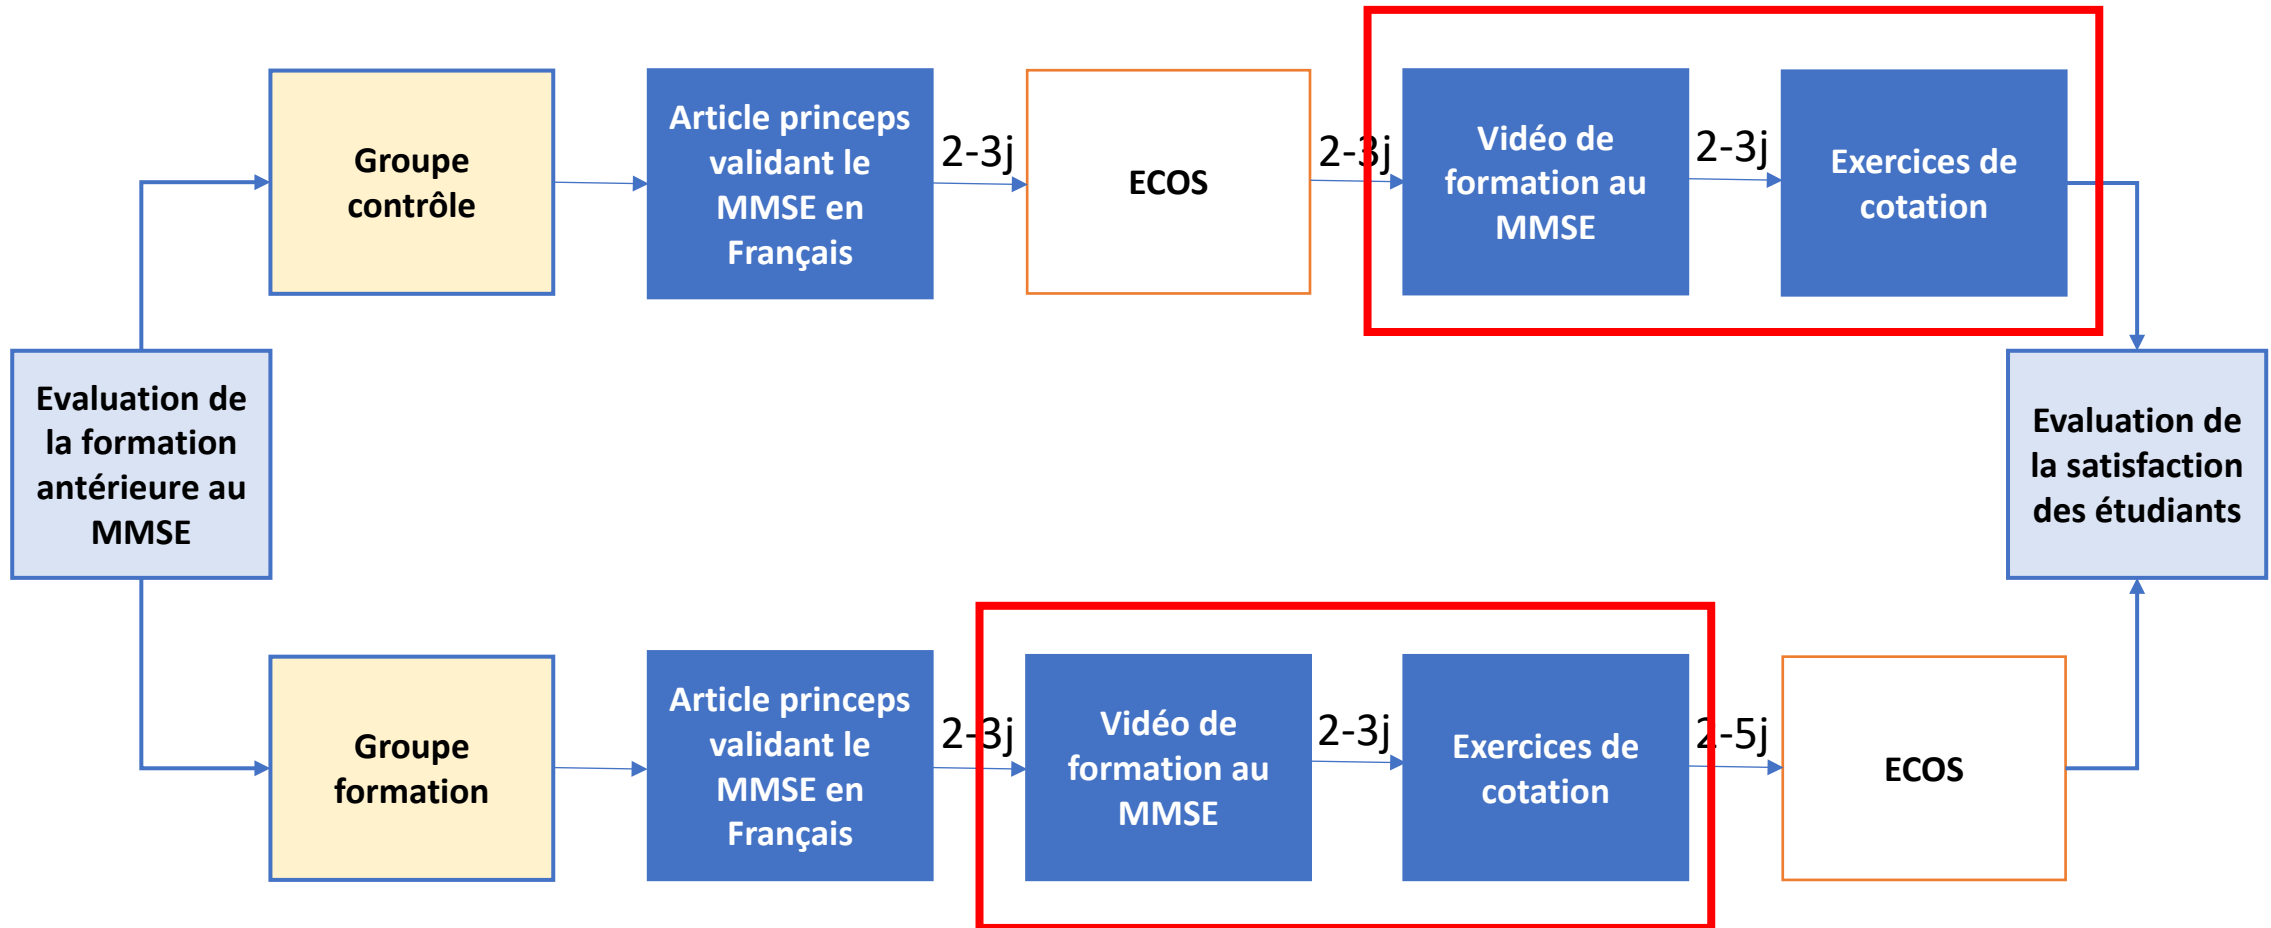 Groupe
contrôle
Article princeps
validant le
MMSE en
Français
2-3j
ECOS
2-3j
Vidéo de
formation au
MMSE
2-3j
Exercices de
cotation
Evaluation de
la formation
antérieure au
MMSE
Evaluation de
la satisfaction
des étudiants
Groupe
formation
Article princeps
validant le
MMSE en
Français
2-3j
Vidéo de
formation au
MMSE
2-3j
Exercices de
cotation
2-5j
ECOS